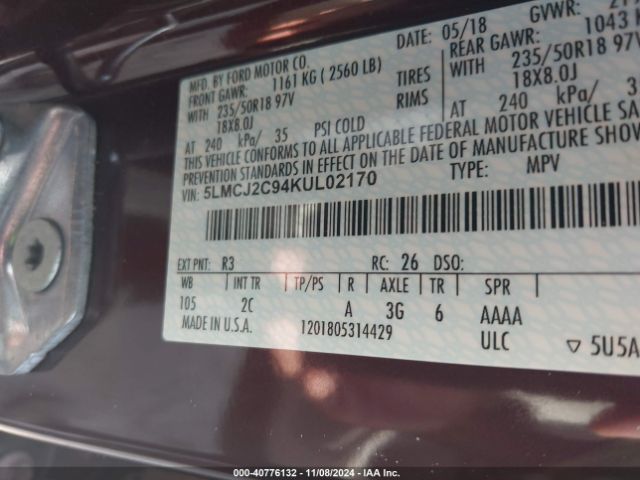 MFD. BY FORD MOTOR CO. DATE: 05/18 GVWR:
FRONT GAWR: 1161 KG ( 2560 LB) REAR GAWR: 1043
WITH 235/50R18 97V TIRES WITH 235/50R18 97V
18X8.0J RIMS 18X8.0J
AT 240 kPa/ 35 PSI COLD AT 240 kPa/ 3
THIS VEHICLE CONFORMS TO ALL APPLICABLE FEDERAL MOTOR VEHICLE SA
PREVENTION STANDARDS IN EFFECT ON THE DATE OF MANUFACTURE SHOW
VIN: 5LMCJ2C94KUL02170 TYPE: MPV
EXT PNT: R3 RC: 26 DSO:
WB INT TR TP/PS R AXLE TR SPR
105 2C A 3G 6 AAAA
MADE IN U.S.A. 1201805314429 ULC ▽ 5U5A
000-40776132 - 11/08/2024 - IAA Inc.